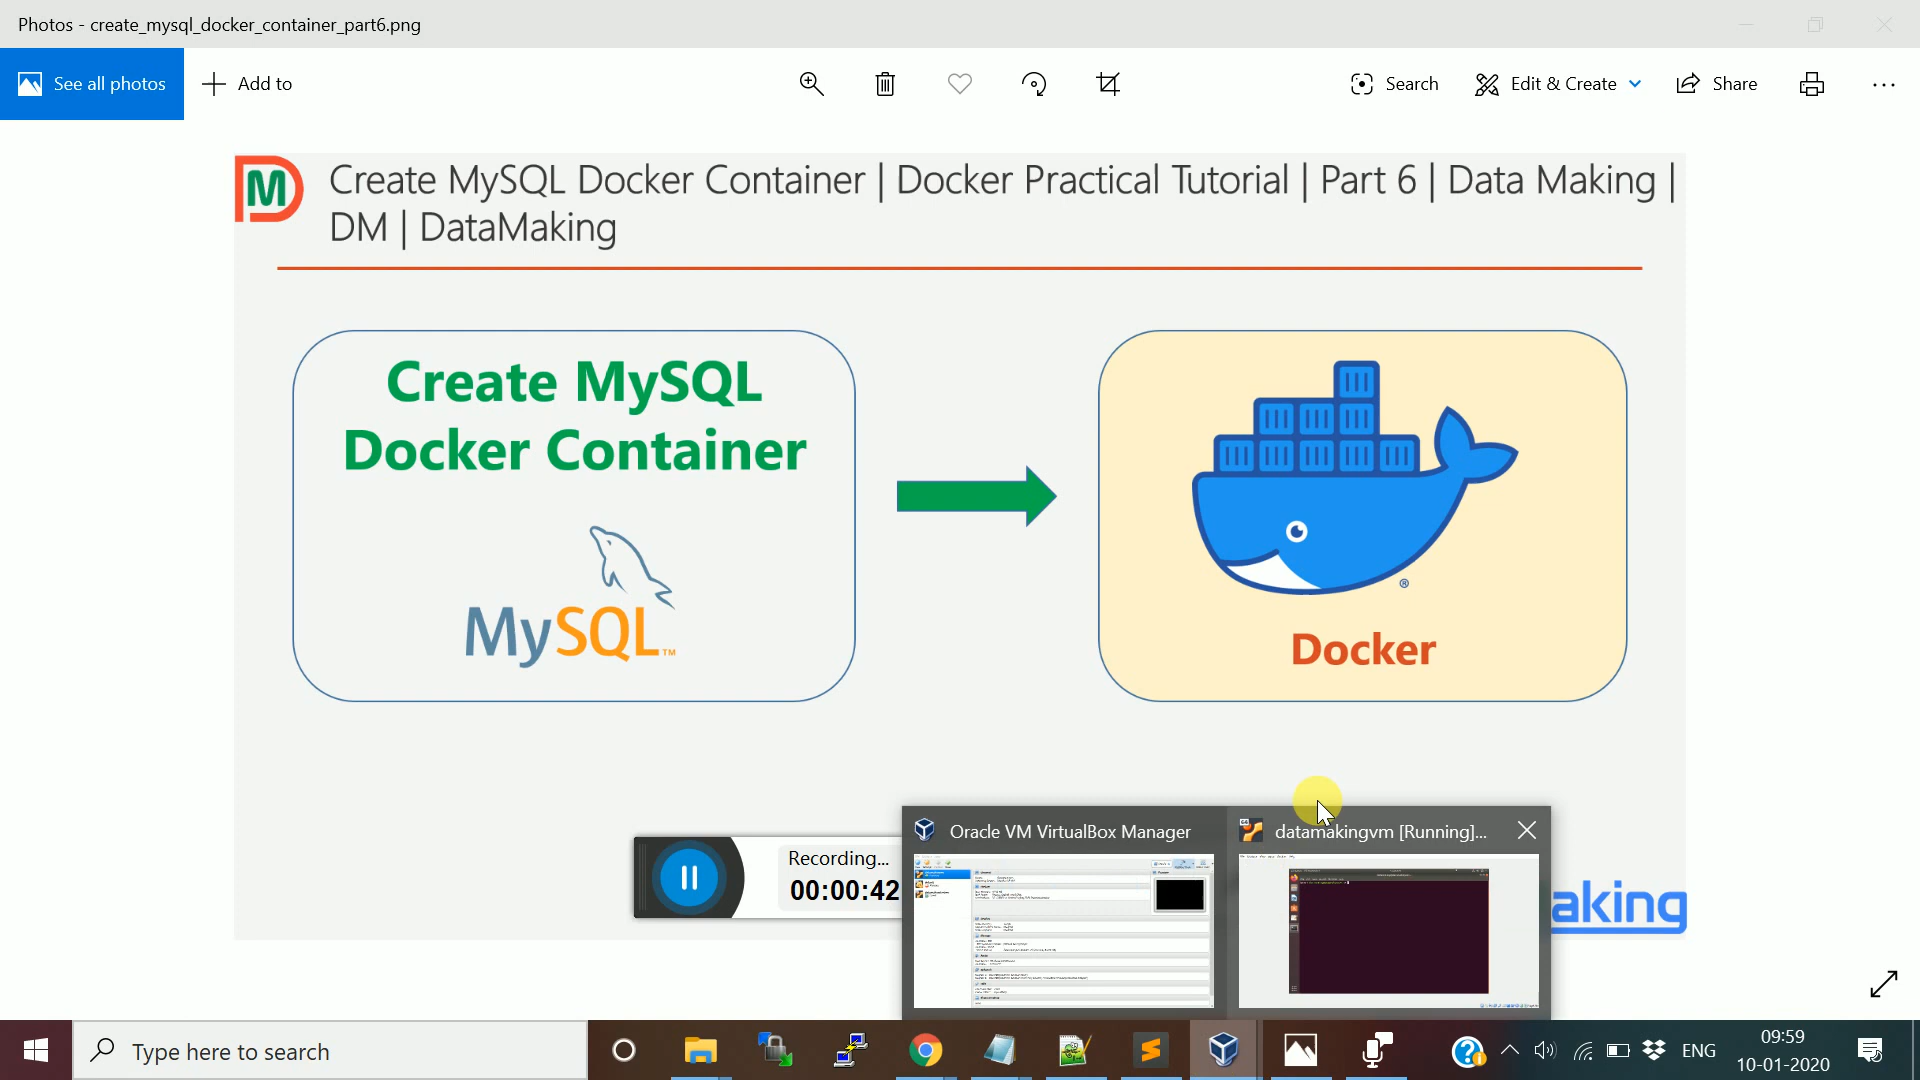 Photos - create_mysql_docker_container_part6.png
See all photos
Add to
Search
Edit & Create
Share
Create MySQL Docker Container | Docker Practical Tutorial | Part 6 | Data Making |
DM | DataMaking
Create MySQL
Docker Container
MySQL™
Docker
®
Recording...
00:00:42
Oracle VM VirtualBox Manager
datamakingvm [Running]...
aking
Type here to search
ENG
09:59
10-01-2020